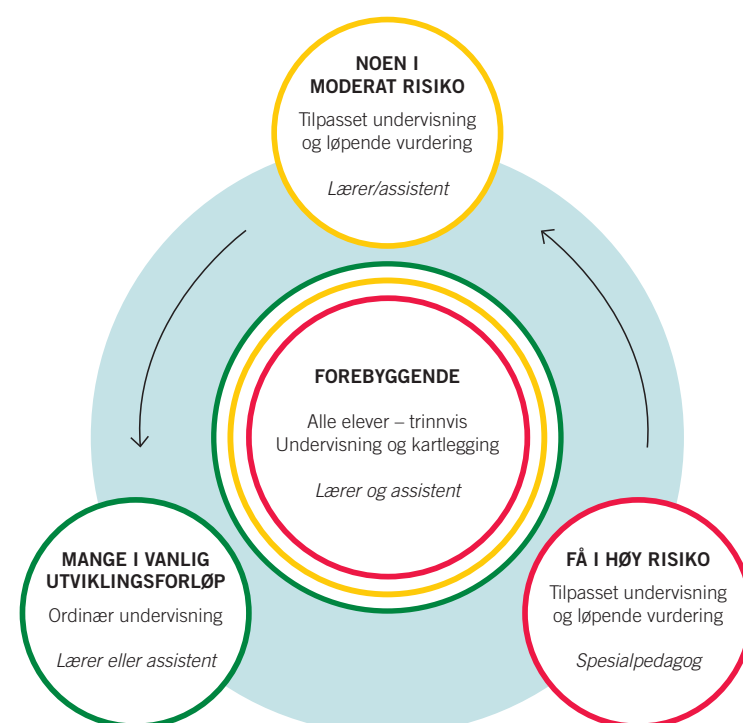 NOEN I
MODERAT RISIKO
Tilpasset undervisning
og løpende vurdering
Lærer/assistent
FOREBYGGENDE
Alle elever – trinnvis
Undervisning og kartlegging
Lærer og assistent
MANGE I VANLIG
UTVIKLINGSFORLØP
Ordinær undervisning
Lærer eller assistent
FÅ I HØY RISIKO
Tilpasset undervisning
og løpende vurdering
Spesialpedagog